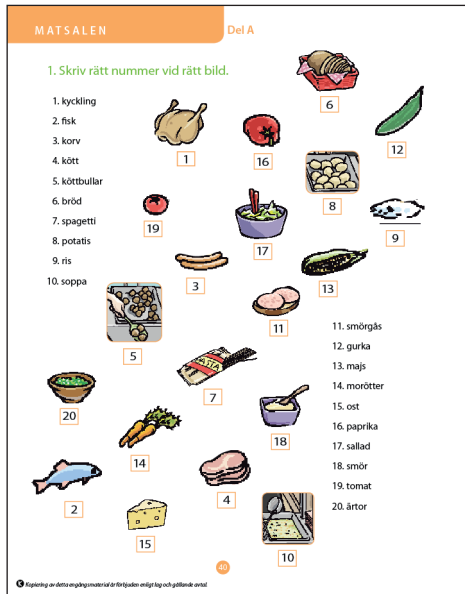 MATSALEN
Del A
1. Skriv rätt nummer vid rätt bild.
1. kyckling
2. fisk
3. korv
4. kött
5. köttbullar
6. bröd
7. spagetti
8. potatis
9. ris
10. soppa
6
12
1
16
8
19
17
9
3
13
11
5
7
PASTA
11. smörgås
12. gurka
13. majs
14. morötter
15. ost
16. paprika
17. sallad
18. smör
19. tomat
20. ärtor
20
14
18
2
4
15
10
40
K Kopiering av detta engångsmaterial är förbjuden enligt lag och gällande avtal.